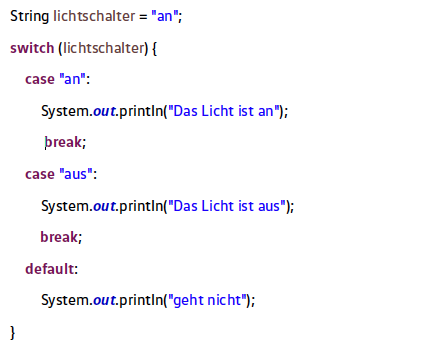 String lichtschalter = "an";
switch (lichtschalter) {
case "an":
System.out.println("Das Licht ist an");
break;
case "aus":
System.out.println("Das Licht ist aus");
break;
default:
System.out.println("geht nicht");
}